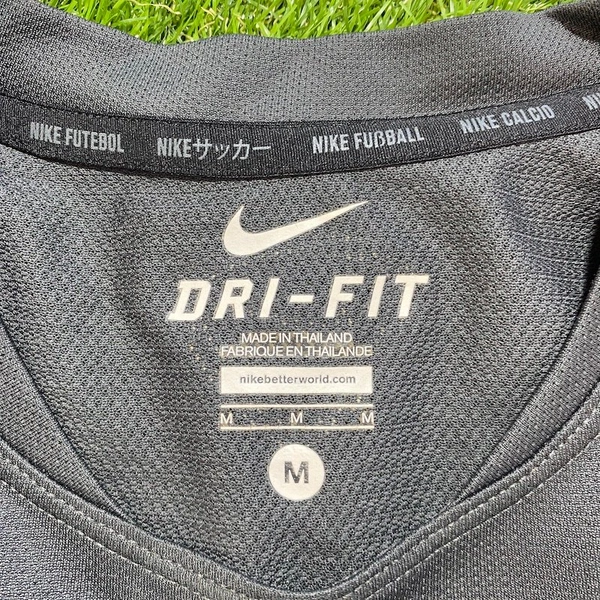 NIKE FUTEBOL NIKEサッカー NIKE FUßBALL NIKE CALCIO NI
DRI-FIT
MADE IN THAILAND
FABRIQUE EN THAILANDE
nikebetterworld.com
M M M
M